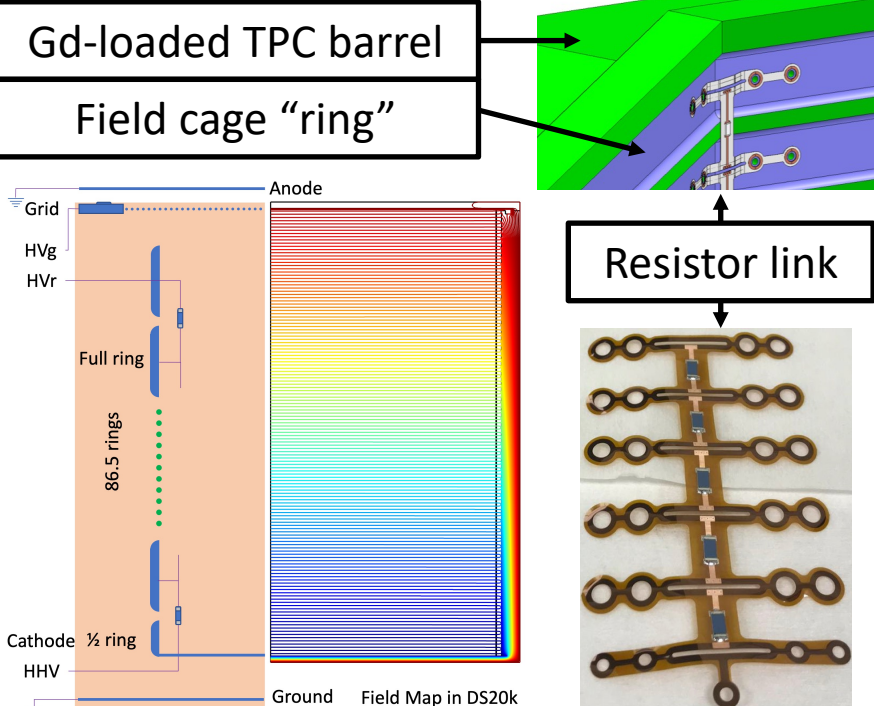 Gd-loaded TPC barrel
Field cage “ring”
Resistor link
Anode
Grid
HVg
HVr
Full ring
86.5 rings
Cathode ½ ring
HHV
Ground
Field Map in DS20k